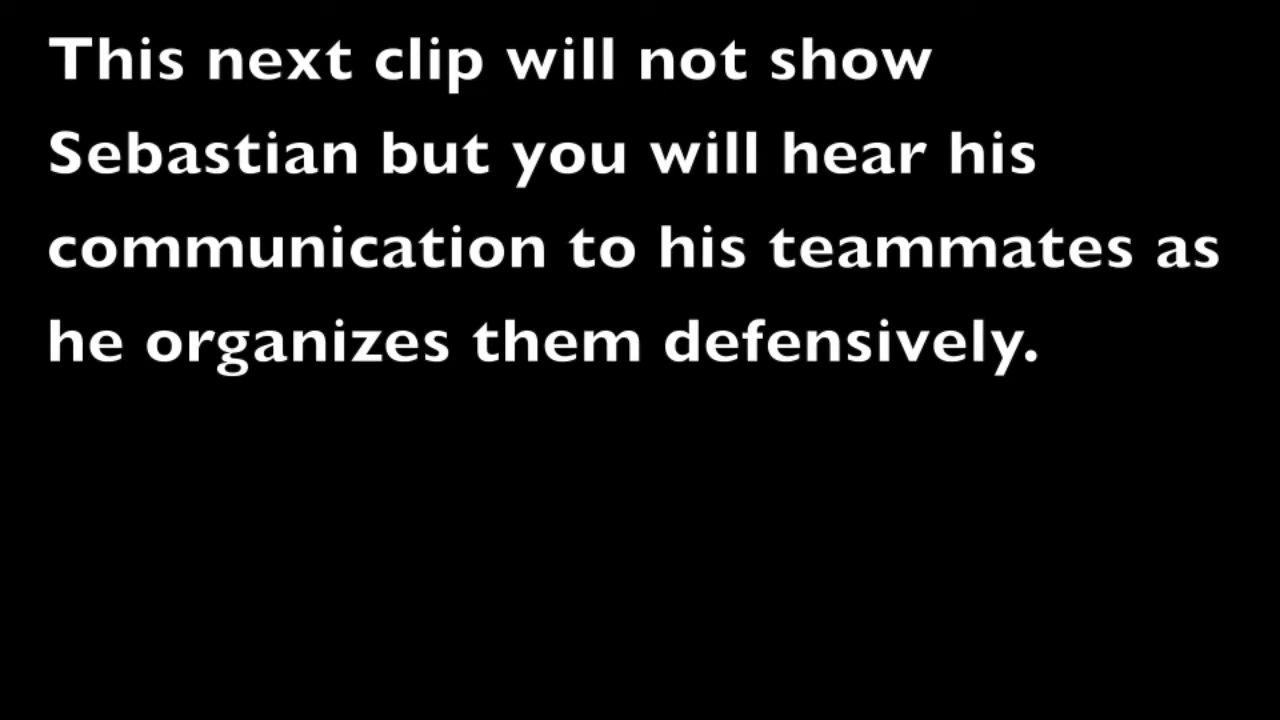 This next clip will not show
Sebastian but you will hear his
communication to his teammates as
he organizes them defensively.